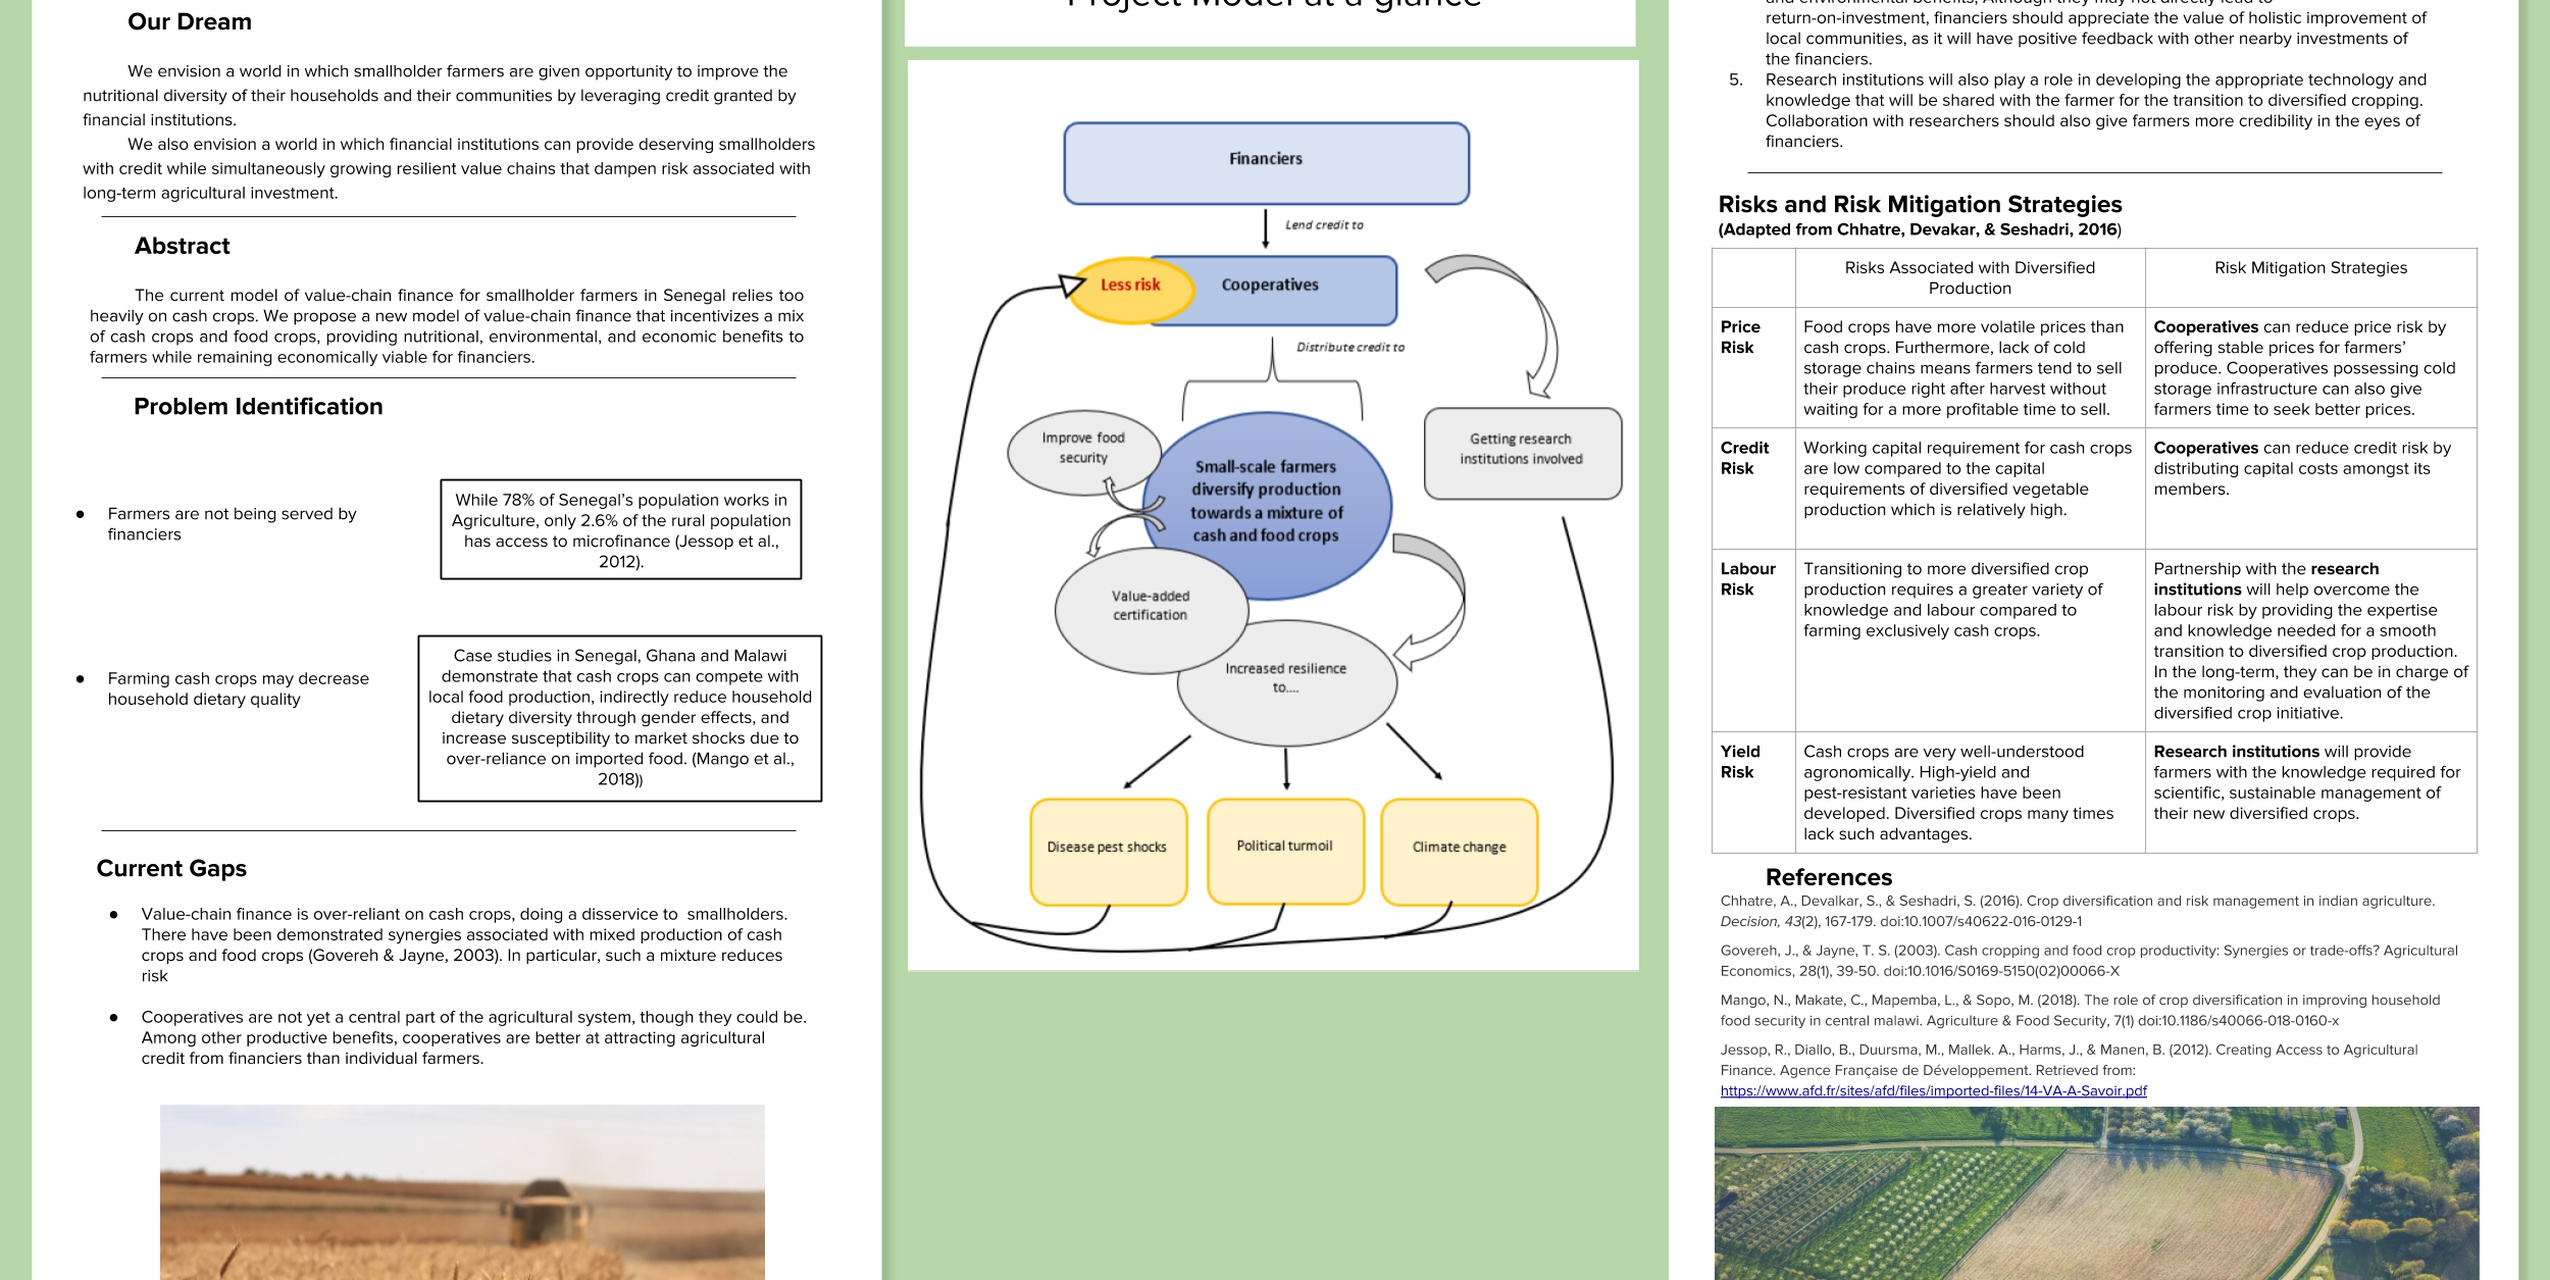 Our Dream
We envision a world in which smallholder farmers are given opportunity to improve the
nutritional diversity of their households and their communities by leveraging credit granted by
financial institutions.
We also envision a world in which financial institutions can provide deserving smallholders
with credit while simultaneously growing resilient value chains that dampen risk associated with
long-term agricultural investment.
Abstract
The current model of value-chain finance for smallholder farmers in Senegal relies too
heavily on cash crops. We propose a new model of value-chain finance that incentivizes a mix
of cash crops and food crops, providing nutritional, environmental, and economic benefits to
farmers while remaining economically viable for financiers.
Problem Identification
● Farmers are not being served by
financiers
While 78% of Senegal's population works in
Agriculture, only 2.6% of the rural population
has access to microfinance (Jessop et al.,
2012).
● Farming cash crops may decrease
household dietary quality
Case studies in Senegal, Ghana and Malawi
demonstrate that cash crops can compete with
local food production, indirectly reduce household
dietary diversity through gender effects, and
increase susceptibility to market shocks due to
over-reliance on imported food. (Mango et al.,
2018))
Current Gaps
● Value-chain finance is over-reliant on cash crops, doing a disservice to smallholders.
There have been demonstrated synergies associated with mixed production of cash
crops and food crops (Govereh & Jayne, 2003). In particular, such a mixture reduces
risk
● Cooperatives are not yet a central part of the agricultural system, though they could be.
Among other productive benefits, cooperatives are better at attracting agricultural
credit from financiers than individual farmers.
Project Model at a glance
Financiers
Lend credit to
Less risk
Cooperatives
Distribute credit to
Improve food
security
Small-scale farmers
diversify production
towards a mixture of
cash and food crops
Getting research
institutions involved
Value-added
certification
Increased resilience
to....
Disease pest shocks
Political turmoil
Climate change
and environmental benefits, Although they may not directly lead to
return-on-investment, financiers should appreciate the value of holistic improvement of
local communities, as it will have positive feedback with other nearby investments of
the financiers.
5. Research institutions will also play a role in developing the appropriate technology and
knowledge that will be shared with the farmer for the transition to diversified cropping.
Collaboration with researchers should also give farmers more credibility in the eyes of
financiers.
Risks and Risk Mitigation Strategies
(Adapted from Chhatre, Devakar, & Seshadri, 2016)
Risks Associated with Diversified
Production
Risk Mitigation Strategies
Price
Risk
Food crops have more volatile prices than
cash crops. Furthermore, lack of cold
storage chains means farmers tend to sell
their produce right after harvest without
waiting for a more profitable time to sell.
Cooperatives can reduce price risk by
offering stable prices for farmers'
produce. Cooperatives possessing cold
storage infrastructure can also give
farmers time to seek better prices.
Credit
Risk
Working capital requirement for cash crops
are low compared to the capital
requirements of diversified vegetable
production which is relatively high.
Cooperatives can reduce credit risk by
distributing capital costs amongst its
members.
Labour
Risk
Transitioning to more diversified crop
production requires a greater variety of
knowledge and labour compared to
farming exclusively cash crops.
Partnership with the research
institutions will help overcome the
labour risk by providing the expertise
and knowledge needed for a smooth
transition to diversified crop production.
In the long-term, they can be in charge of
the monitoring and evaluation of the
diversified crop initiative.
Yield
Risk
Cash crops are very well-understood
agronomically. High-yield and
pest-resistant varieties have been
developed. Diversified crops many times
lack such advantages.
Research institutions will provide
farmers with the knowledge required for
scientific, sustainable management of
their new diversified crops.
References
Chhatre, A., Devalkar, S., & Seshadri, S. (2016). Crop diversification and risk management in indian agriculture.
Decision, 43(2), 167-179. doi:10.1007/s40622-016-0129-1
Govereh, J., & Jayne, T. S. (2003). Cash cropping and food crop productivity: Synergies or trade-offs? Agricultural
Economics, 28(1), 39-50. doi:10.1016/S0169-5150(02)00066-X
Mango, N., Makate, C., Mapemba, L., & Sopo, M. (2018). The role of crop diversification in improving household
food security in central malawi. Agriculture & Food Security, 7(1) doi:10.1186/s40066-018-0160-x
Jessop, R., Diallo, B., Duursma, M., Mallek. A., Harms, J., & Manen, B. (2012). Creating Access to Agricultural
Finance. Agence Française de Développement. Retrieved from:
https://www.afd.fr/sites/afd/files/imported-files/14-VA-A-Savoir.pdf